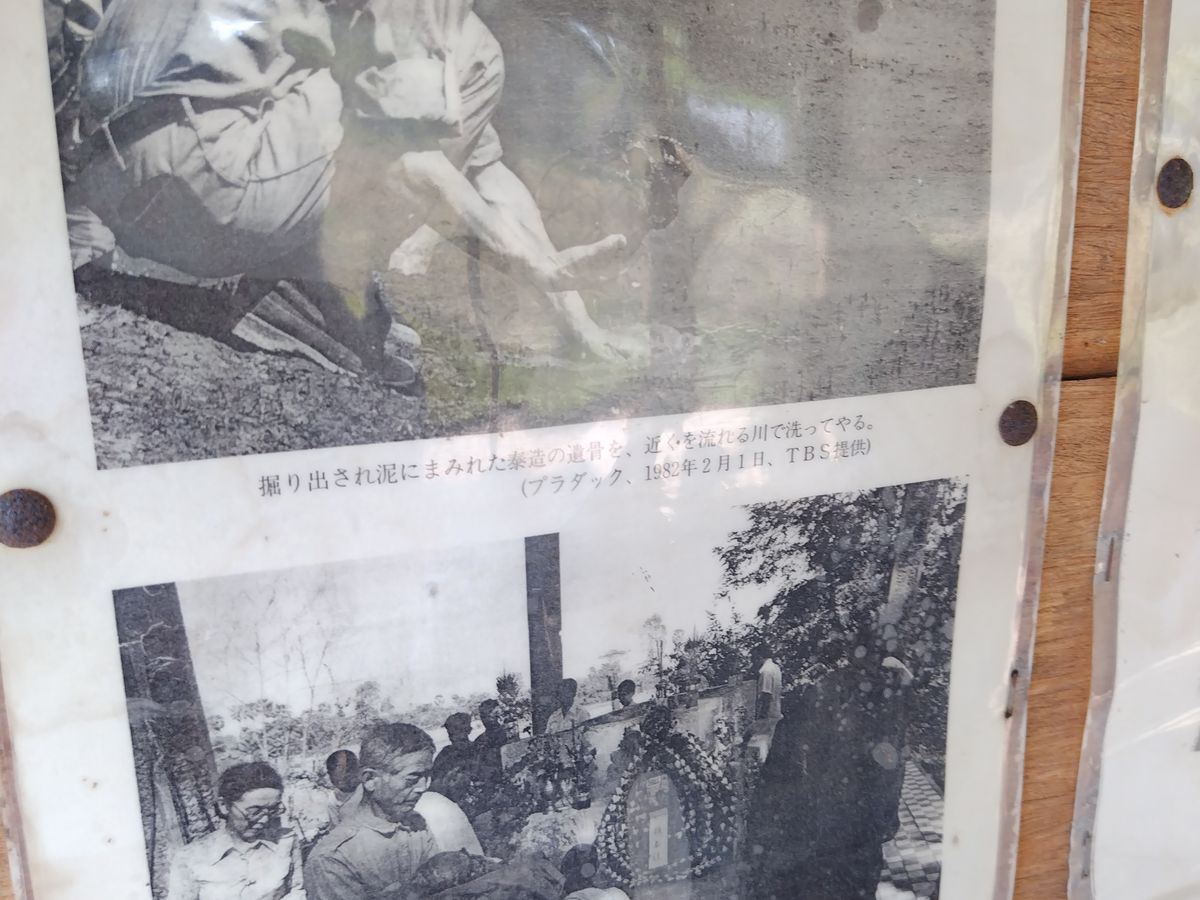 掘り出され泥にまみれた泰造の遺骨を、近くを流れる川で洗ってやる。
(プラダック、1982年2月1日、TBS提供)